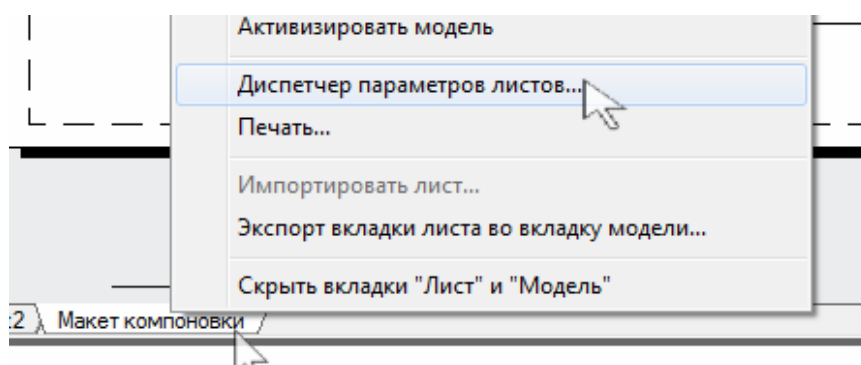 Активизировать модель
Диспетчер параметров листов...
Печать...
Импортировать лист...
Экспорт вкладки листа во вкладку модели...
Скрыть вкладки "Лист" и "Модель"
:2 Макет компоновки